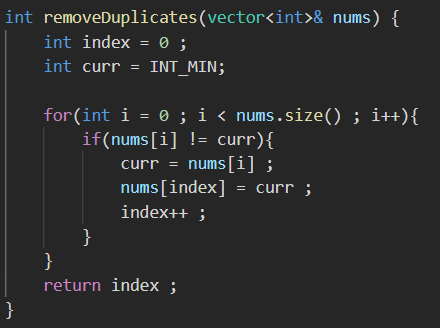 int removeDuplicates(vector<int>& nums) {
    int index = 0 ;
    int curr = INT_MIN;

    for(int i = 0 ; i < nums.size() ; i++){
        if(nums[i] != curr){
            curr = nums[i] ;
            nums[index] = curr ;
            index++ ;
        }
    }
    return index ;
}